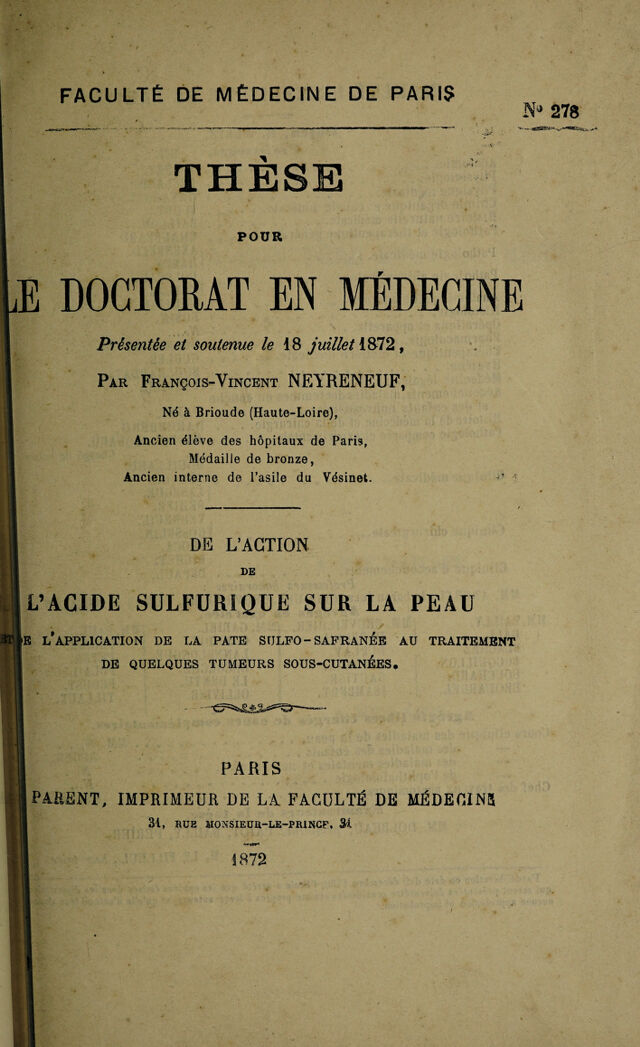 FACULTÉ DE MÉDECINE DE PARIS
Nº 278
THÈSE
POUR
LE DOCTORAT EN MÉDECINE
Présentée et soutenue le 18 juillet 1872,
PAR FRANÇOIS-VINCENT NEYRENEUF,
Né à Brioude (Haute-Loire),
Ancien élève des hôpitaux de Paris,
Médaille de bronze,
Ancien interne de l'asile du Vésinet.
DE L'ACTION
DE
L'ACIDE SULFURIQUE SUR LA PEAU
ET DE L'APPLICATION DE LA PATE SULFO-SAFRANÉE AU TRAITEMENT
DE QUELQUES TUMEURS SOUS-CUTANÉES.
PARIS
PARENT, IMPRIMEUR DE LA FACULTÉ DE MÉDECINE
31, RUE MONSIEUR-LE-PRINCE, 31
1872